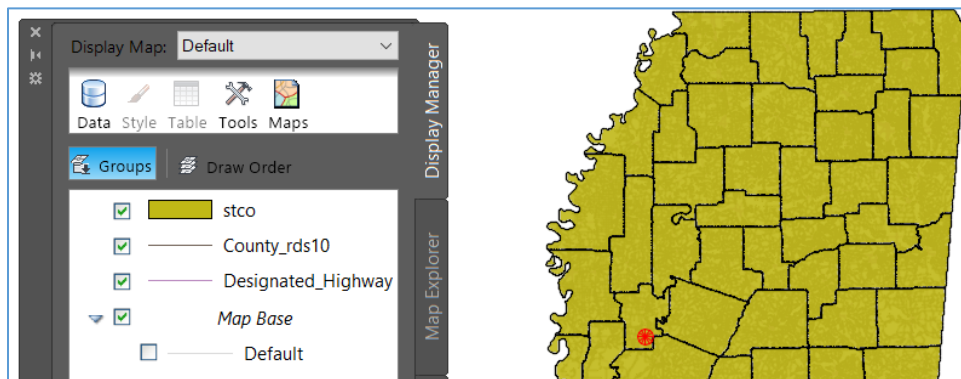 Display Map: Default
Data Style Table Tools Maps
Groups Draw Order
stco
County_rds10
Designated_Highway
Map Base
Default
Display Manager
Map Explorer